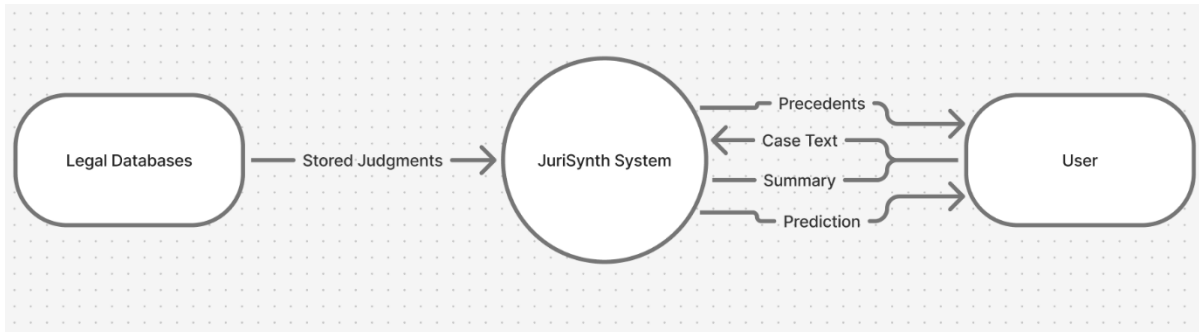 Legal Databases
Stored Judgments
JuriSynth System
Precedents
Case Text
Summary
Prediction
User